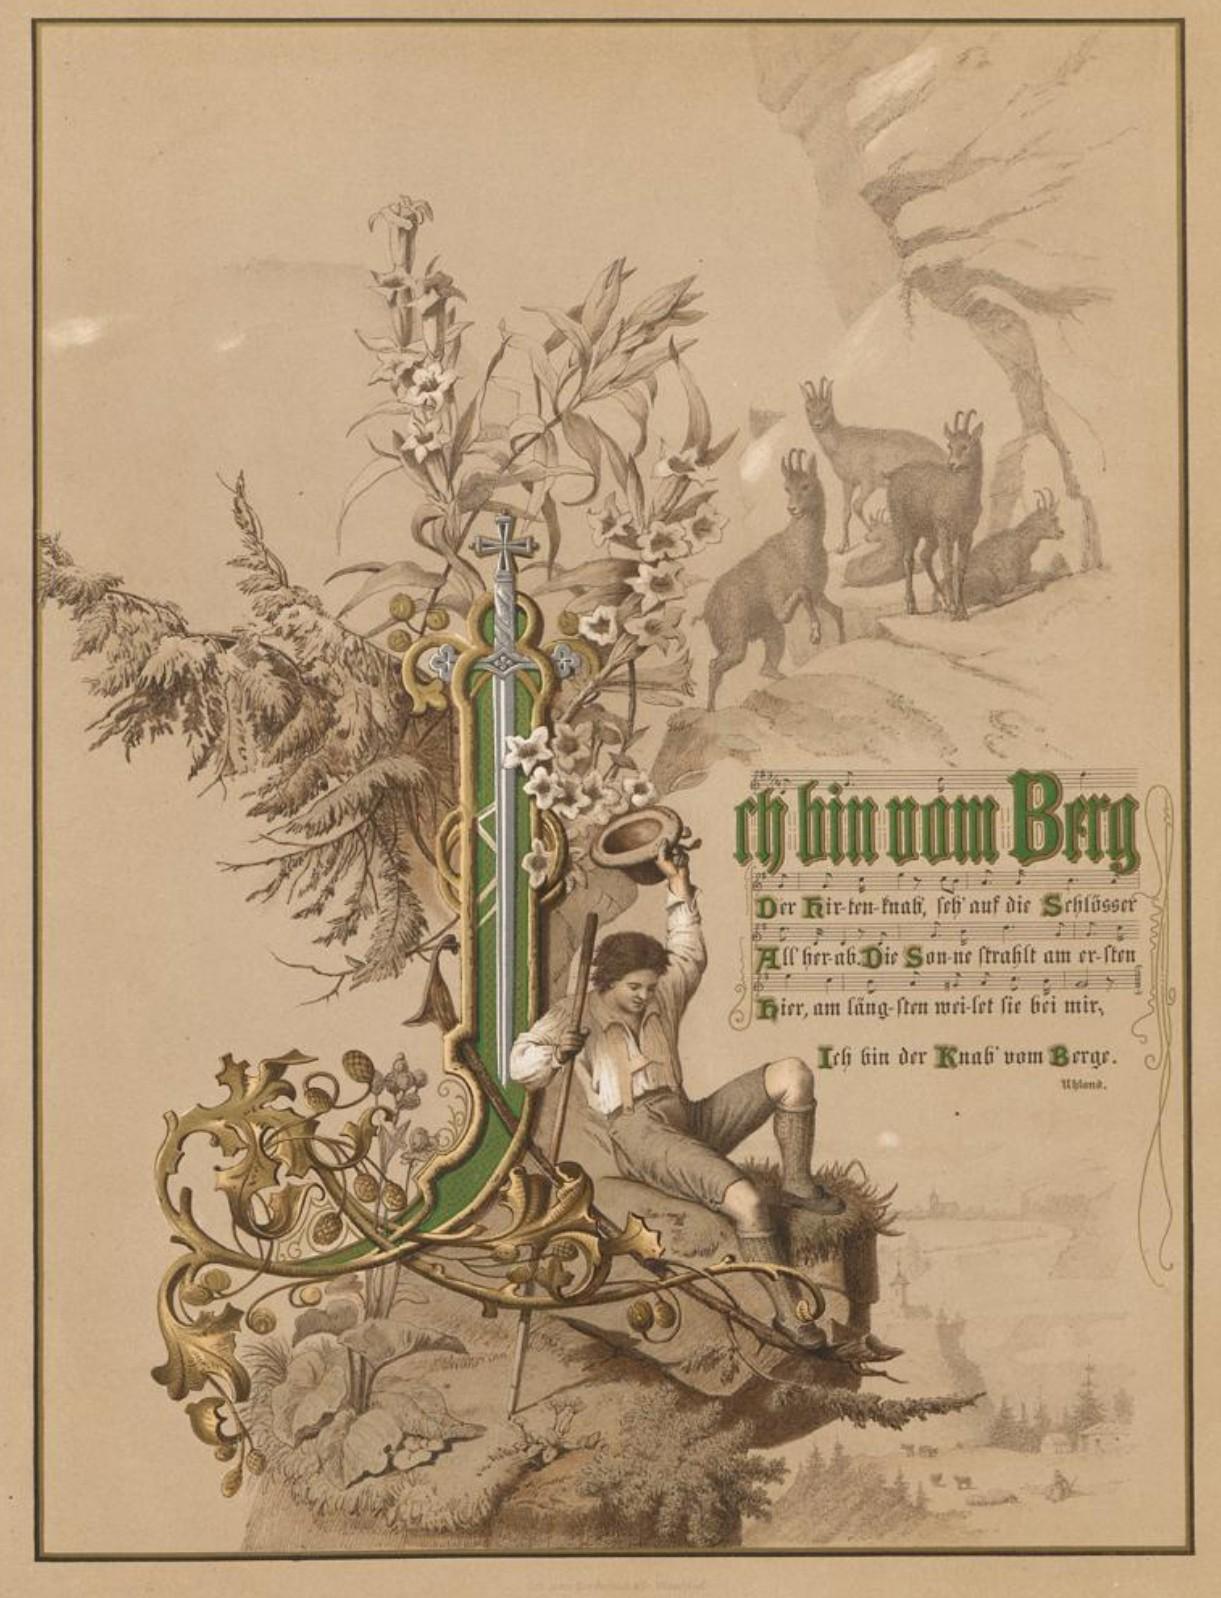 Ich bin vom Berg
Der Hir-ten-knab, seh' auf die Schlösser
All her-ab. Die Son-ne strahlt am er-sten
Hier, am läng-sten wei-let sie bei mir,
Ich bin der Knab' vom Berge.
Uhland.